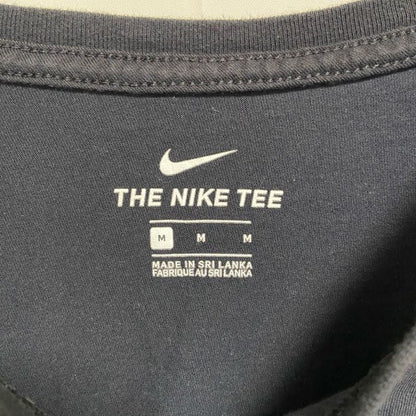 THE NIKE TEE
M M M
MADE IN SRI LANKA
FABRIQUE AU SRI LANKA